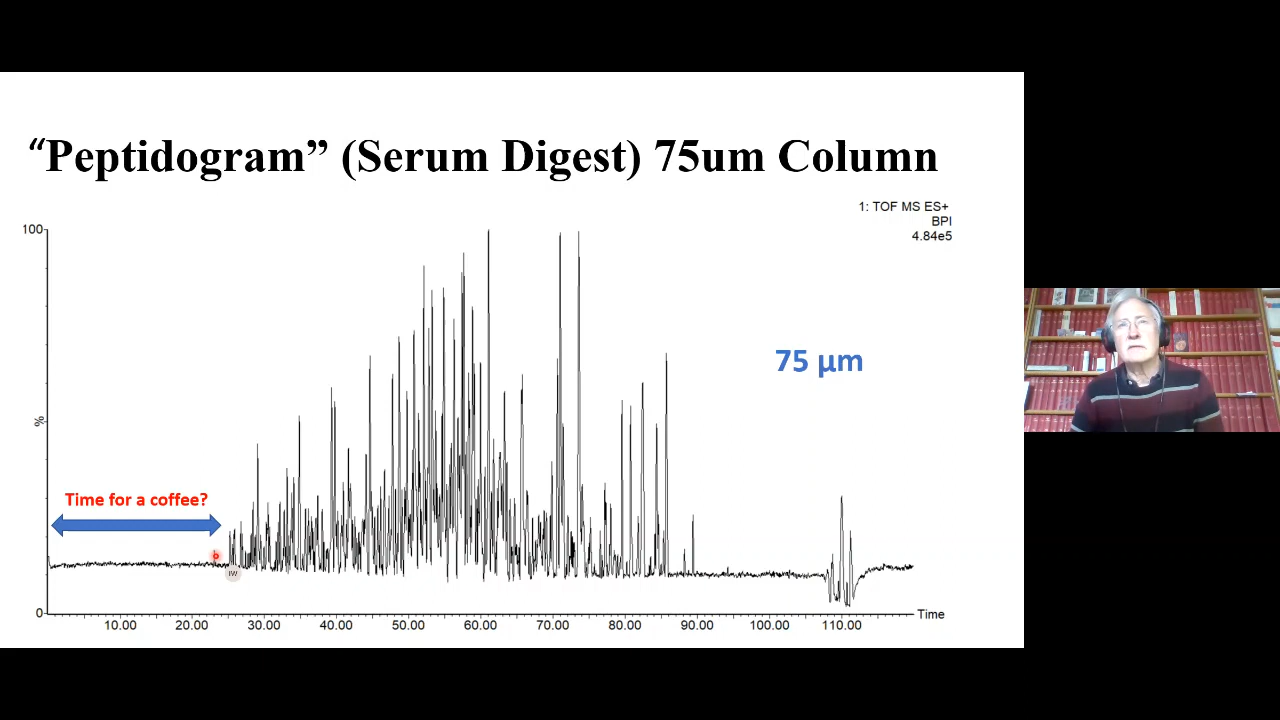 “Peptidogram” (Serum Digest) 75um Column
1: TOF MS ES+
BPI
4.84e5
100
75 µm
%
Time for a coffee?
IW
0
Time
10.00 20.00 30.00 40.00 50.00 60.00 70.00 80.00 90.00 100.00 110.00